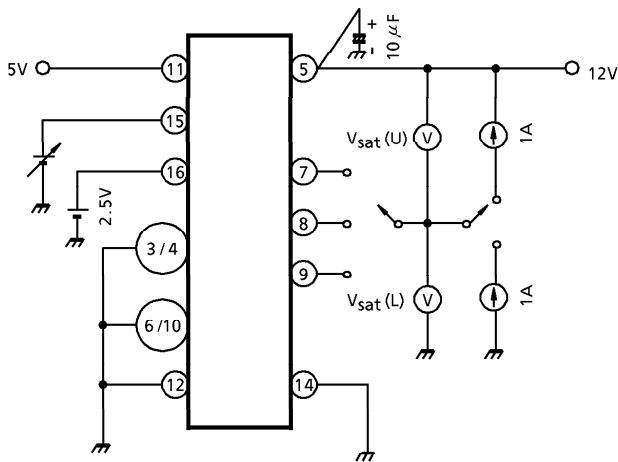 +
-
10 μF
5V
11
5
12V
15
Vsat (U)
V
1A
16
7
2.5V
8
3/4
9
Vsat (L)
V
1A
6/10
12
14